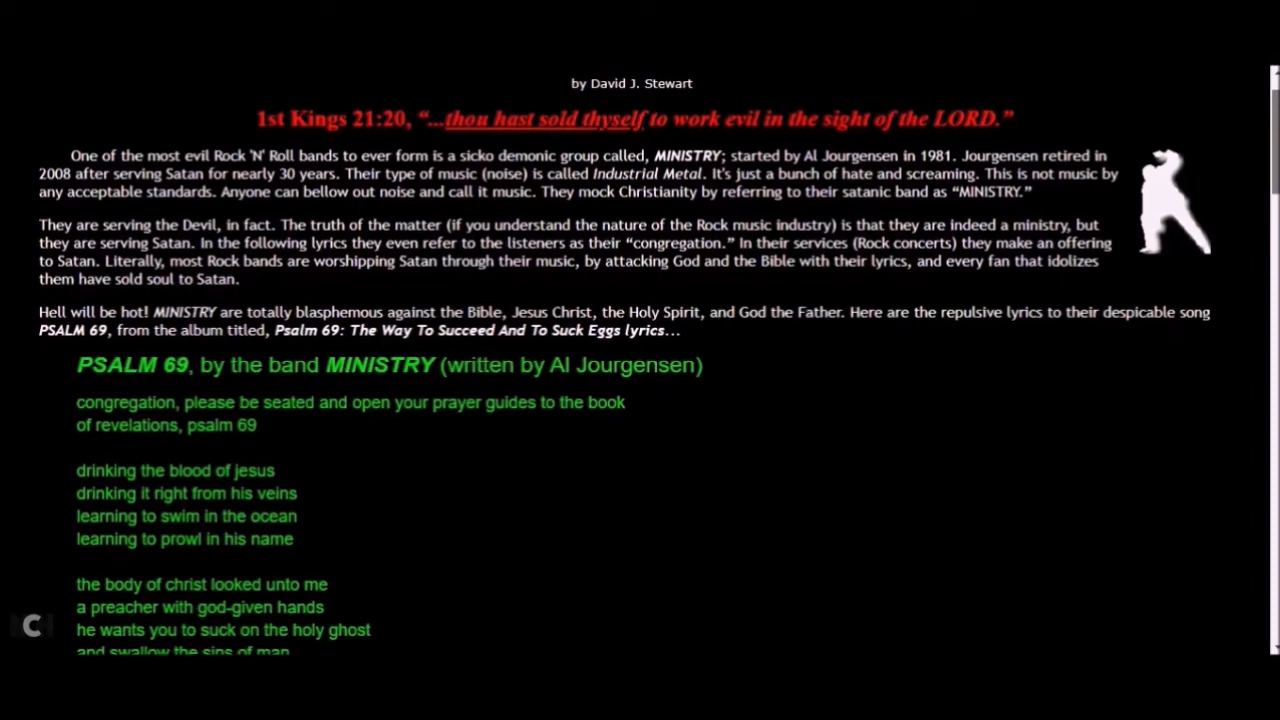 by David J. Stewart
1st Kings 21:20, “...thou hast sold thyself to work evil in the sight of the LORD.”
One of the most evil Rock 'N' Roll bands to ever form is a sicko demonic group called, MINISTRY; started by Al Jourgensen in 1981. Jourgensen retired in
2008 after serving Satan for nearly 30 years. Their type of music (noise) is called Industrial Metal. It's just a bunch of hate and screaming. This is not music by
any acceptable standards. Anyone can bellow out noise and call it music. They mock Christianity by referring to their satanic band as “MINISTRY.”
They are serving the Devil, in fact. The truth of the matter (if you understand the nature of the Rock music industry) is that they are indeed a ministry, but
they are serving Satan. In the following lyrics they even refer to the listeners as their “congregation.” In their services (Rock concerts) they make an offering
to Satan. Literally, most Rock bands are worshipping Satan through their music, by attacking God and the Bible with their lyrics, and every fan that idolizes
them have sold soul to Satan.
Hell will be hot! MINISTRY are totally blasphemous against the Bible, Jesus Christ, the Holy Spirit, and God the Father. Here are the repulsive lyrics to their despicable song
PSALM 69, from the album titled, Psalm 69: The Way To Succeed And To Suck Eggs lyrics...
PSALM 69, by the band MINISTRY (written by Al Jourgensen)
congregation, please be seated and open your prayer guides to the book
of revelations, psalm 69
drinking the blood of jesus
drinking it right from his veins
learning to swim in the ocean
learning to prowl in his name
the body of christ looked unto me
a preacher with god-given hands
he wants you to suck on the holy ghost
and swallow the sins of man